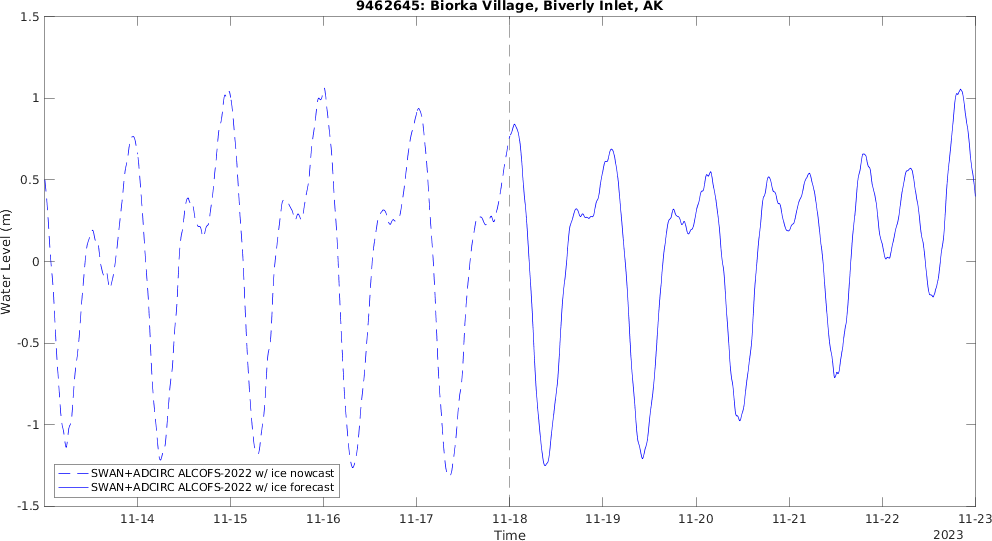 9462645: Biorka Village, Biverly Inlet, AK
1.5
1
0.5
0
-0.5
-1
-1.5
Water Level (m)
SWAN+ADCIRC ALCOFS-2022 w/ ice nowcast
SWAN+ADCIRC ALCOFS-2022 w/ ice forecast
11-14 11-15 11-16 11-17 11-18 11-19 11-20 11-21 11-22 11-23
Time
2023